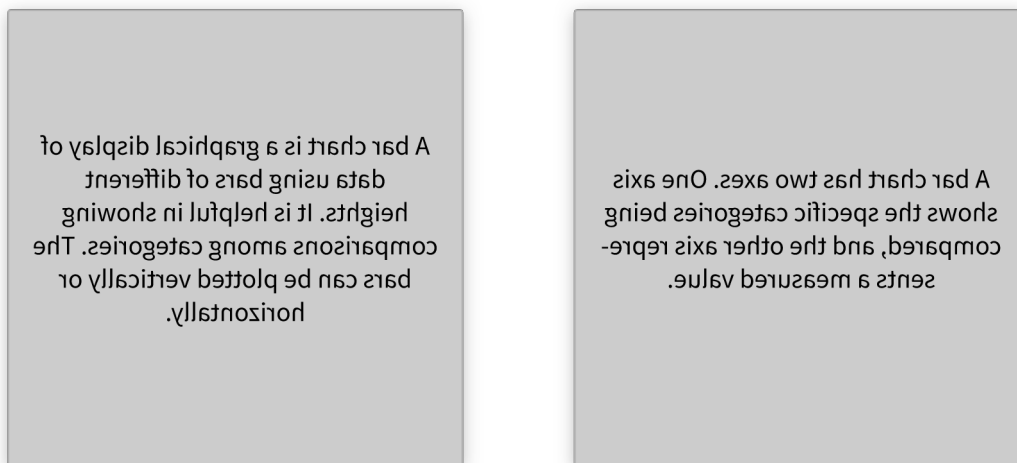 A bar chart is a graphical display of
data using bars of different
heights. It is helpful in showing
comparisons among categories. The
bars can be plotted vertically or
horizontally.
A bar chart has two axes. One axis
shows the specific categories being
compared, and the other axis repre-
sents a measured value.